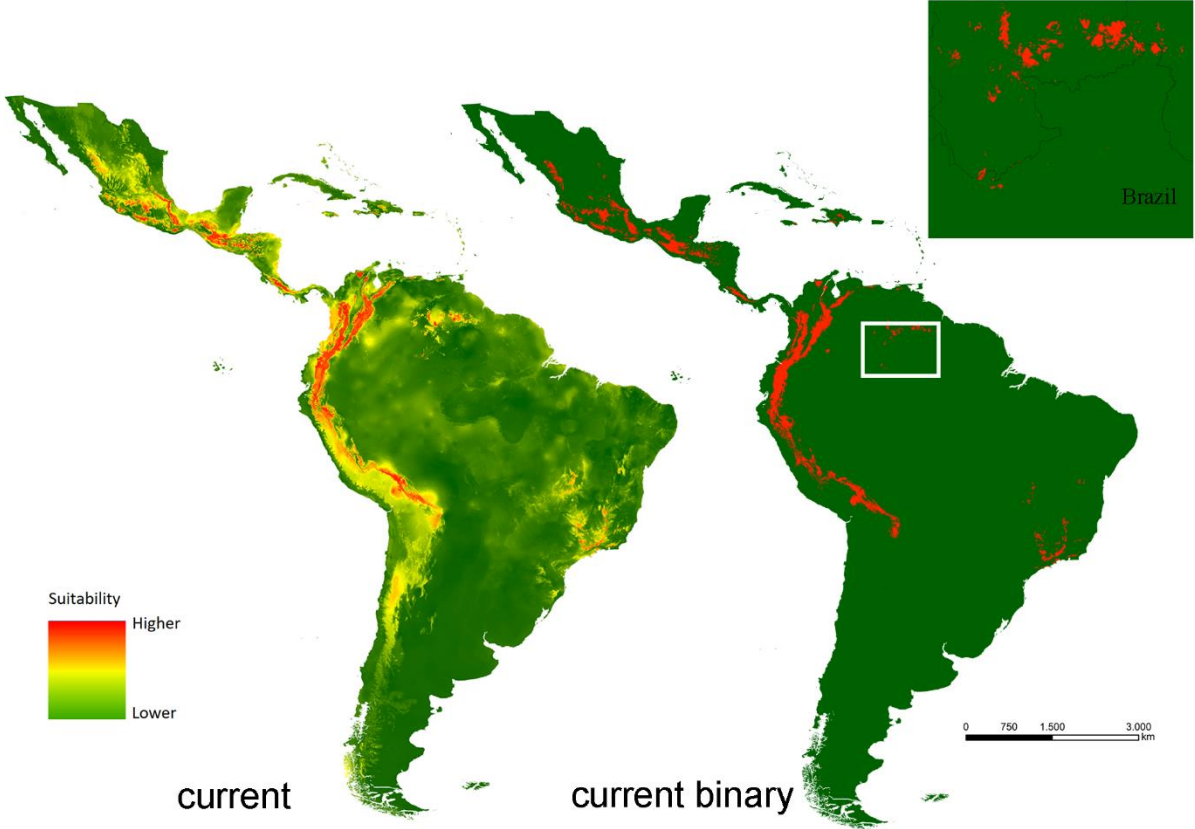 Brazil
Suitability
Higher
Lower
0 750 1.500 3.000
km
current
current binary